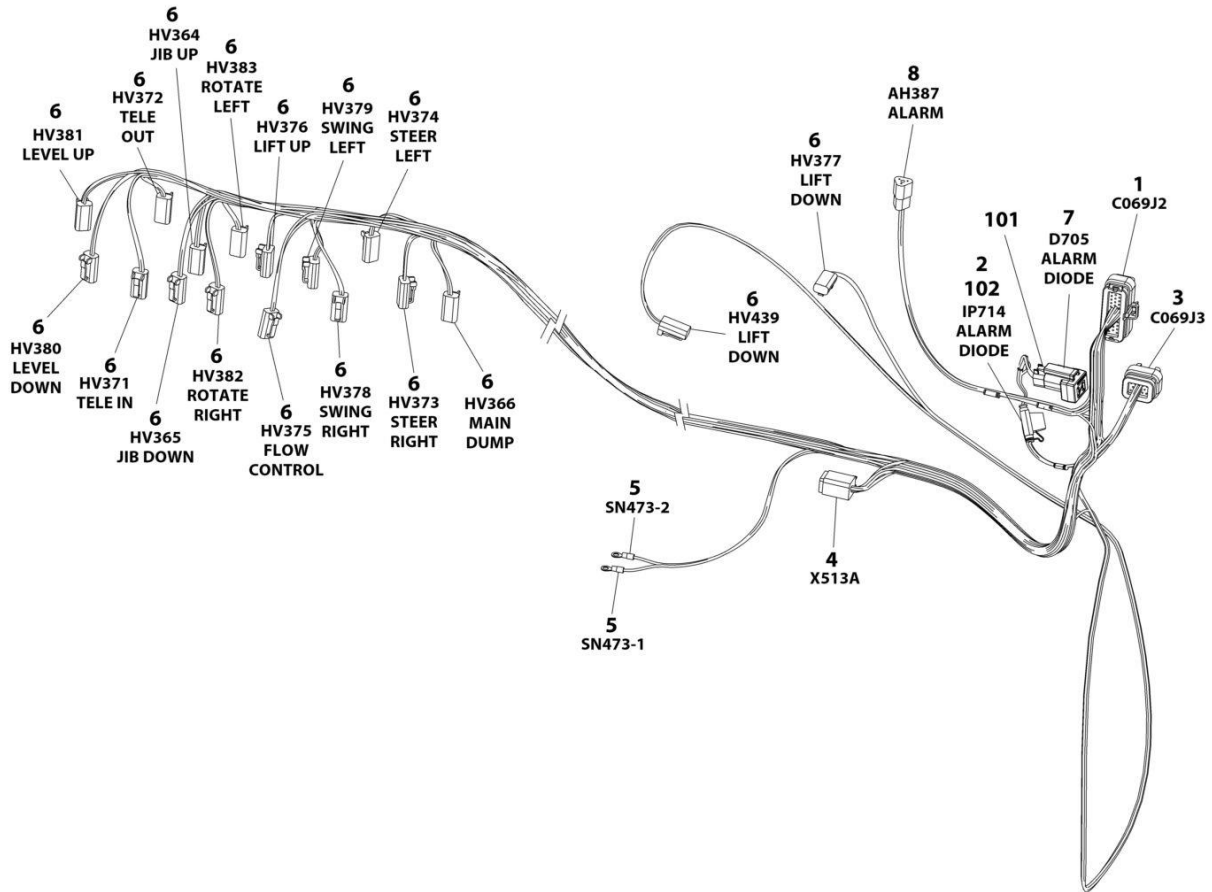 6
HV364
JIB UP
6
HV383
ROTATE
LEFT
6
HV372
TELE
OUT
6
HV381
LEVEL UP
6
HV376
LIFT UP
6
HV379
SWING
LEFT
6
HV374
STEER
LEFT
8
AH387
ALARM
6
HV377
LIFT
DOWN
1
C069J2
101
7
D705
ALARM
DIODE
2
102
IP714
ALARM
DIODE
3
C069J3
6
HV439
LIFT
DOWN
6
HV380
LEVEL
DOWN
6
HV371
TELE IN
6
HV365
JIB DOWN
6
HV382
ROTATE
RIGHT
6
HV375
FLOW
CONTROL
6
HV378
SWING
RIGHT
6
HV373
STEER
RIGHT
6
HV366
MAIN
DUMP
5
SN473-2
5
SN473-1
4
X513A